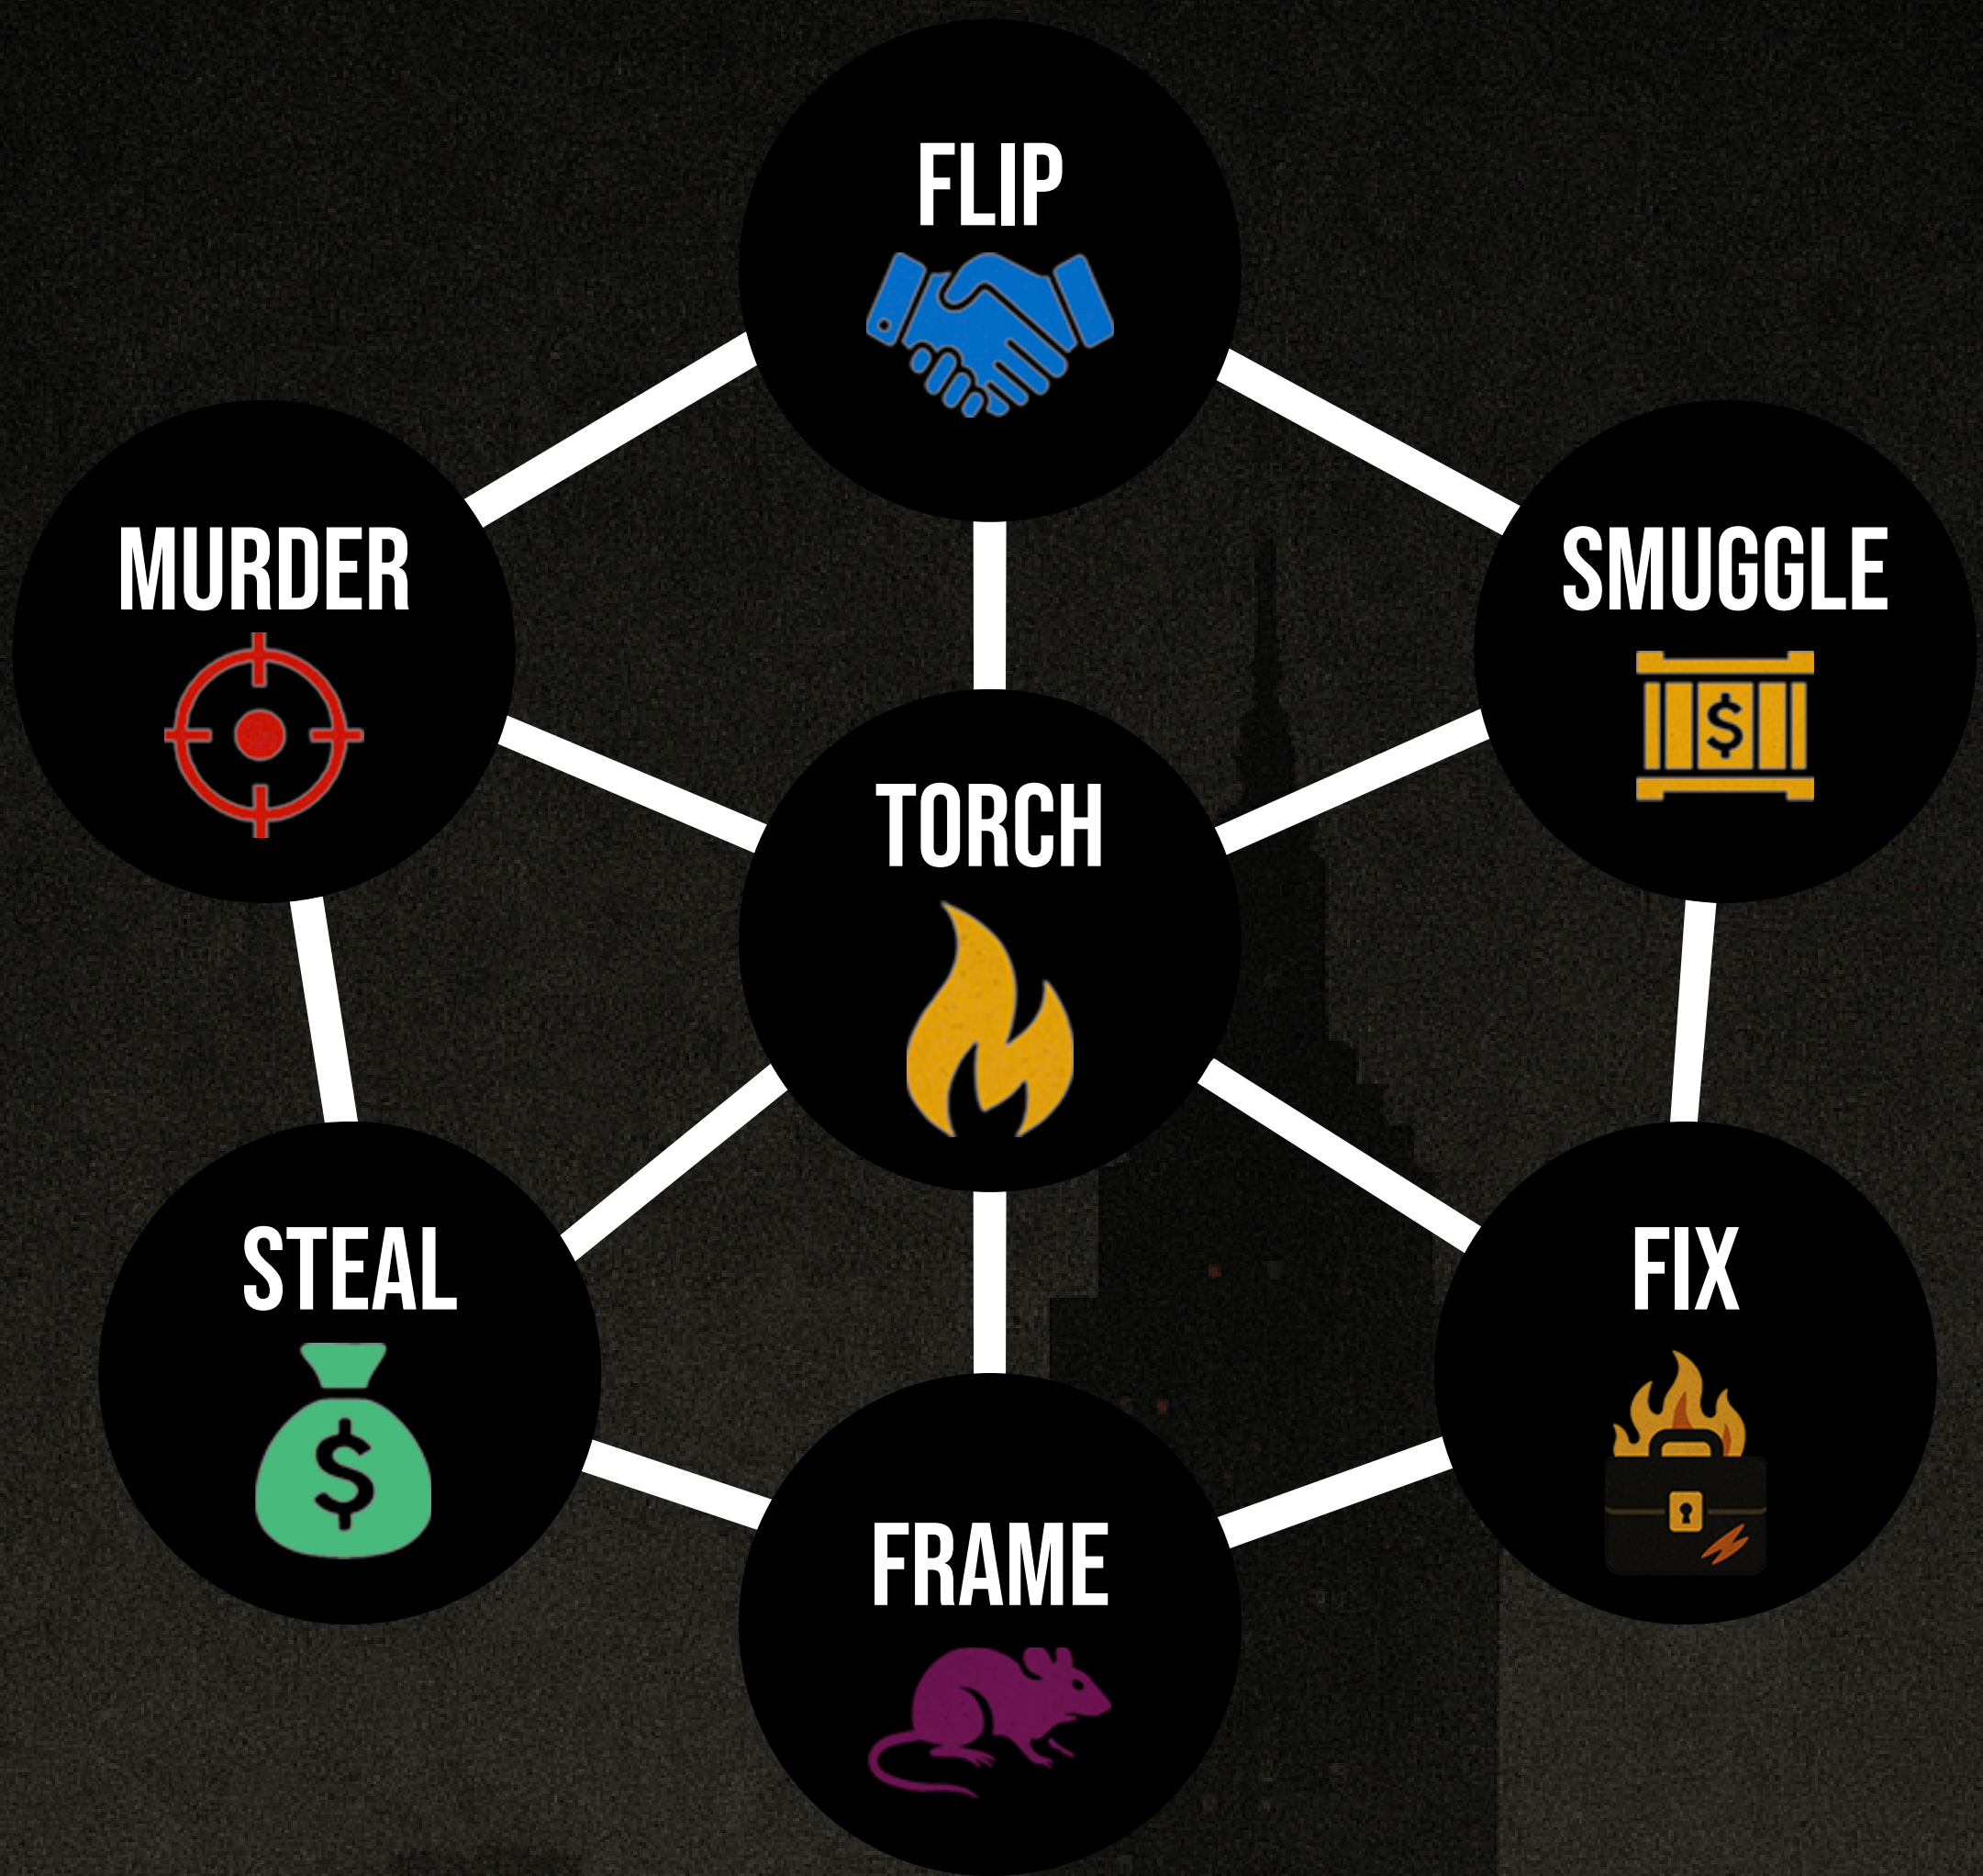 FLIP
MURDER
SMUGGLE
$
TORCH
STEAL
$
FIX
FRAME